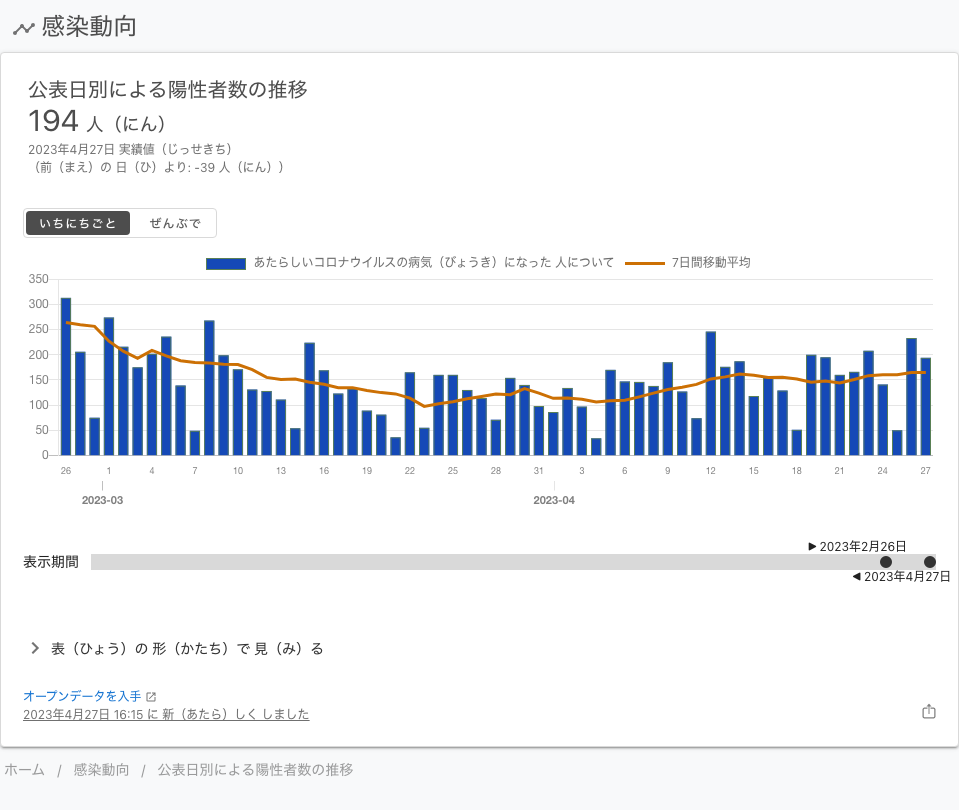 感染動向
公表日別による陽性者数の推移
194 人（にん）
2023年4月27日 実績値（じっせきち）
（前（まえ）の 日（ひ）より: -39 人（にん））
いちにちごと ぜんぶで
あたらしいコロナウイルスの病気（びょうき）になった 人について 7日間移動平均
350
300
250
200
150
100
50
0
26 1 4 7 10 13 16 19 22 25 28 31 3 6 9 12 15 18 21 24 27
2023-03 2023-04
▶ 2023年2月26日
表示期間
◀ 2023年4月27日
表（ひょう）の 形（かたち）で 見（み）る
オープンデータを入手
2023年4月27日 16:15 に 新（あたら）しく しました
ホーム / 感染動向 / 公表日別による陽性者数の推移